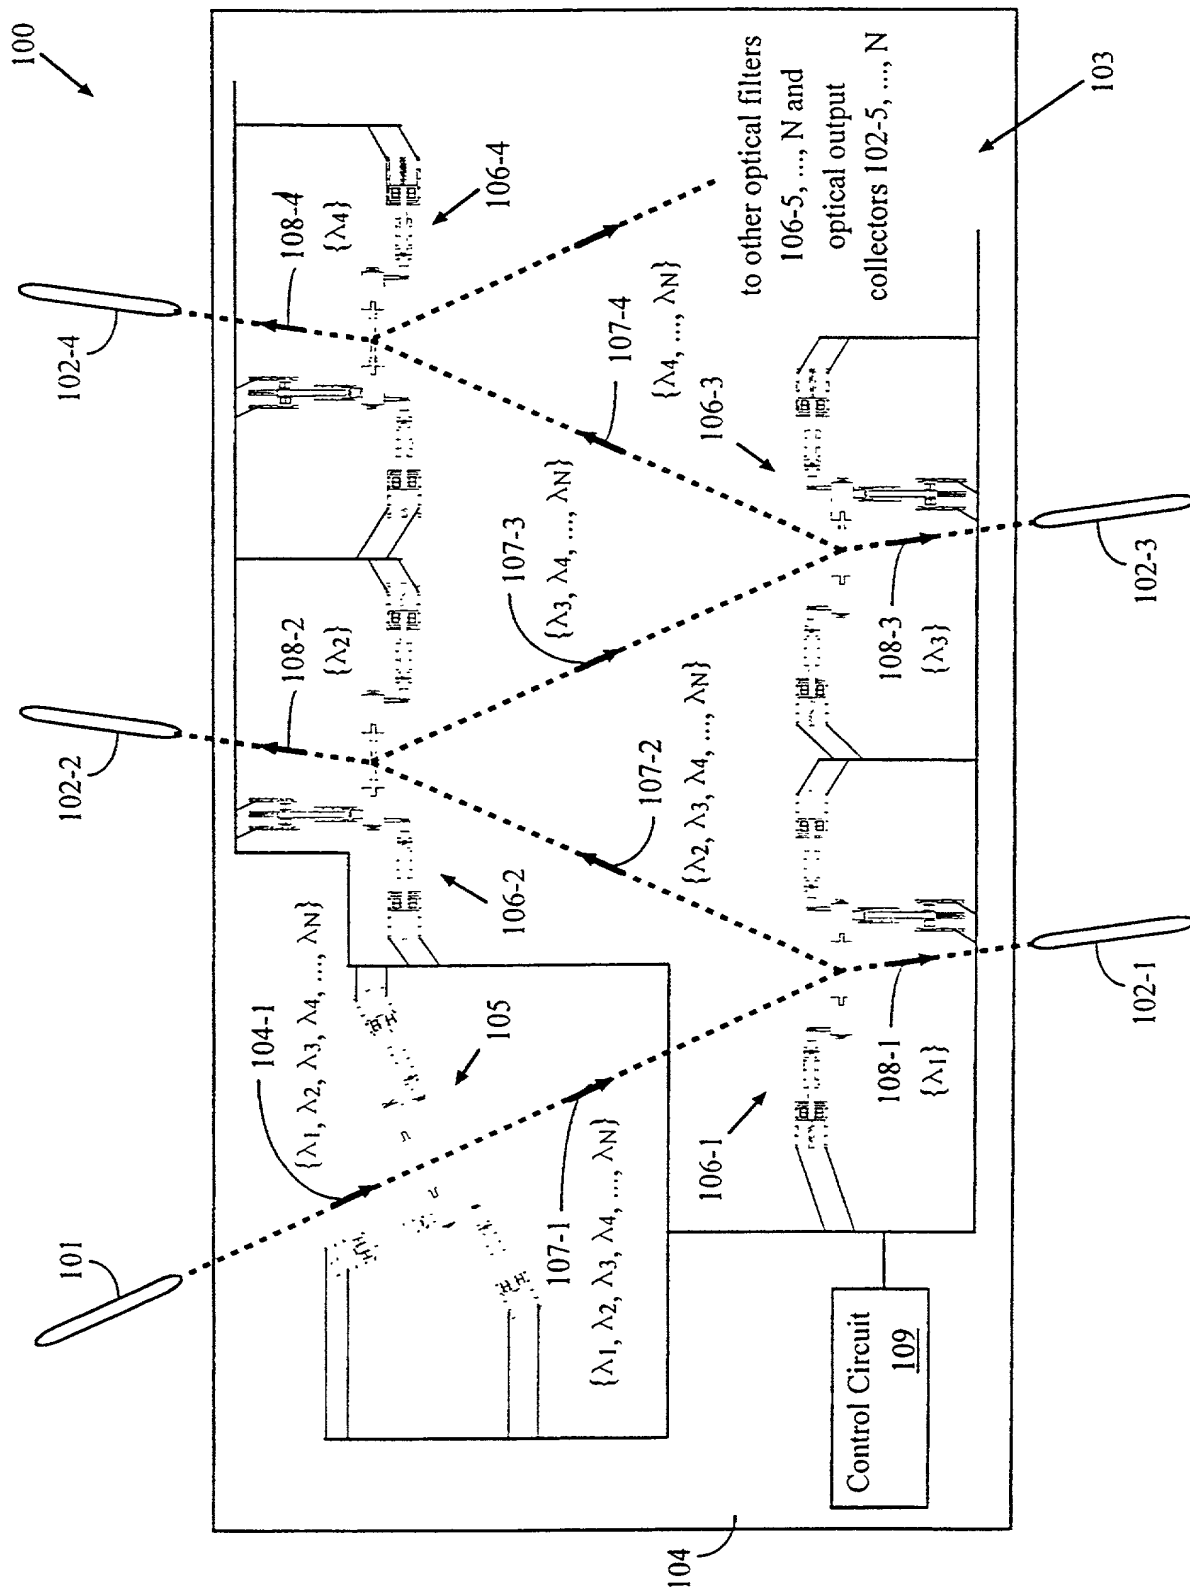 100
102-4
102-2
101
108-4
{λ4}
106-4
108-2
{λ2}
106-2
104-1
{λ1, λ2, λ3, λ4, ..., λN}
105
107-4
{λ4, ..., λN}
107-3
{λ3, λ4, ..., λN}
107-2
{λ2, λ3, λ4, ..., λN}
107-1
{λ1, λ2, λ3, λ4, ..., λN}
to other optical filters
106-5, ..., N and
optical output
collectors 102-5, ..., N
106-3
106-1
108-3
{λ3}
108-1
{λ1}
103
102-3
102-1
Control Circuit
109
104